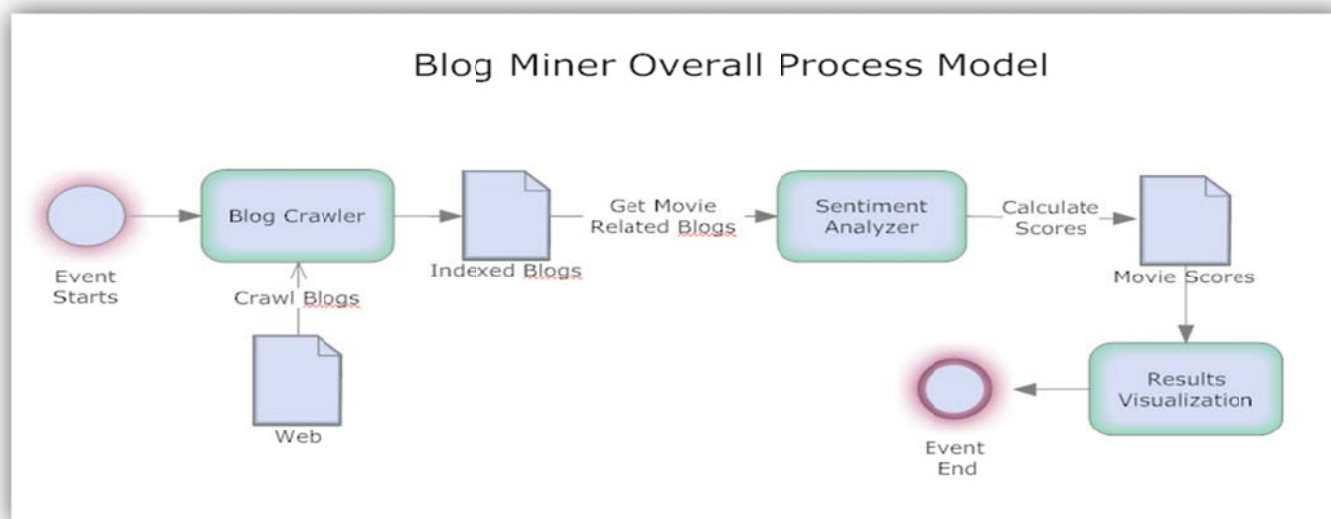 Blog Miner Overall Process Model
Event
Starts
Blog Crawler
Crawl Blogs
Web
Indexed Blogs
Get Movie
Related Blogs
Sentiment
Analyzer
Calculate
Scores
Movie Scores
Results
Visualization
Event
End